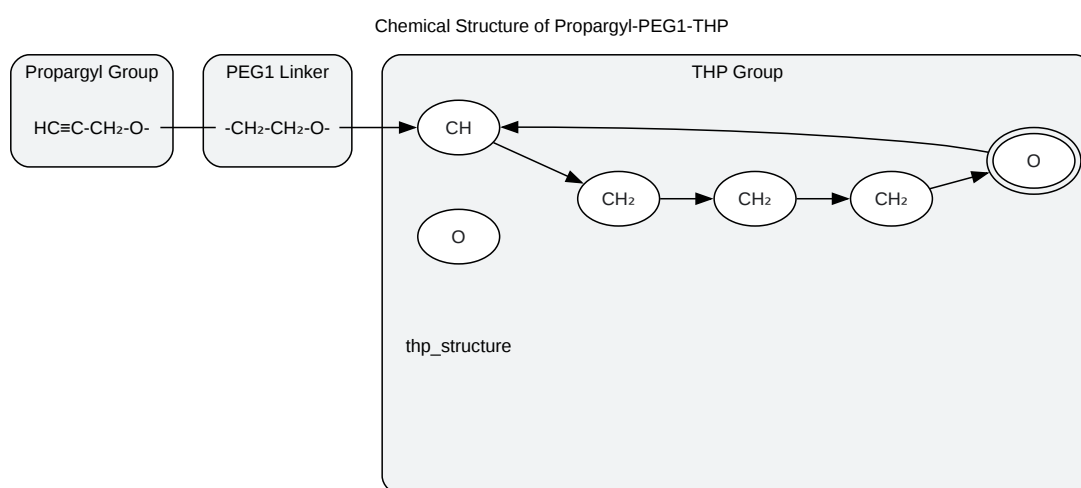 Chemical Structure of Propargyl-PEG1-THP
Propargyl Group
HC≡C-CH₂-O-
PEG1 Linker
-CH₂-CH₂-O-
THP Group
CH
O
CH₂
CH₂
CH₂
O
thp_structure